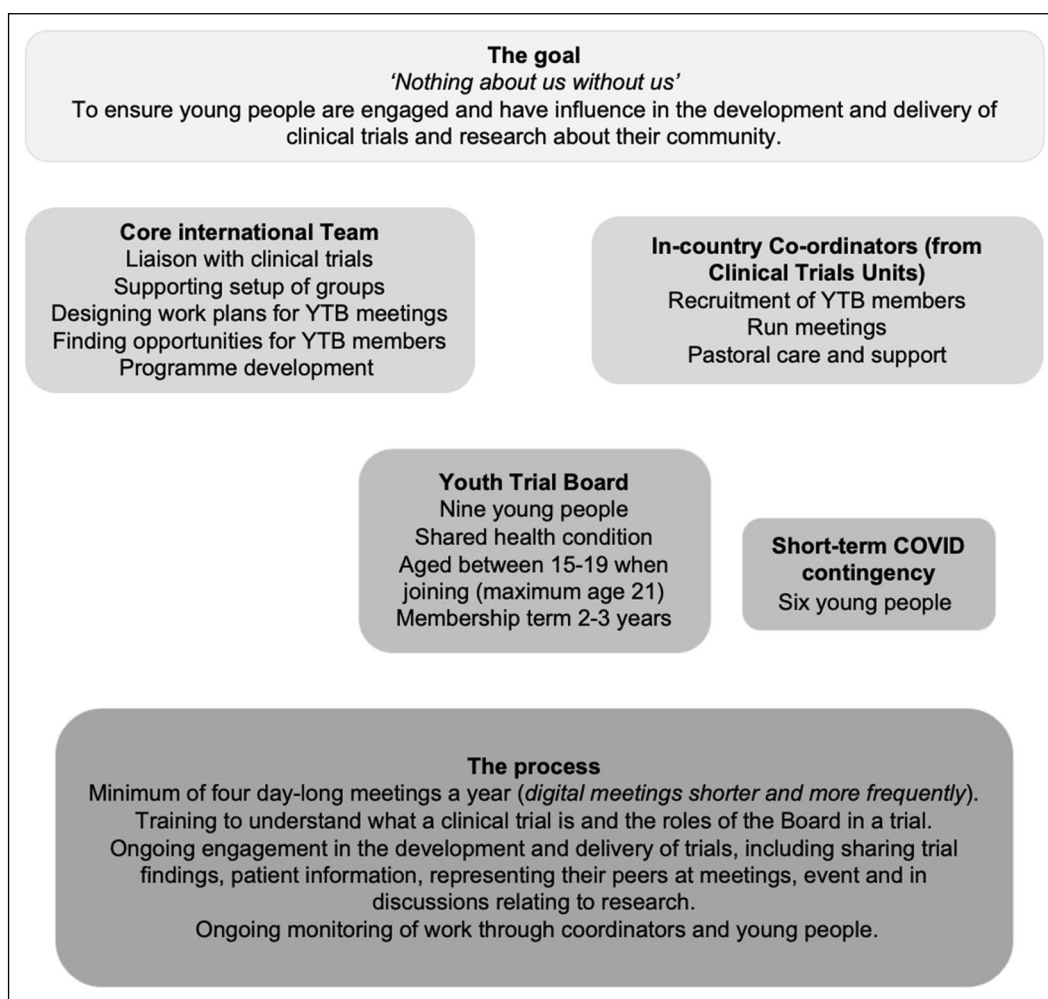 The goal
‘Nothing about us without us’
To ensure young people are engaged and have influence in the development and delivery of
clinical trials and research about their community.
Core international Team
Liaison with clinical trials
Supporting setup of groups
Designing work plans for YTB meetings
Finding opportunities for YTB members
Programme development
In-country Co-ordinators (from
Clinical Trials Units)
Recruitment of YTB members
Run meetings
Pastoral care and support
Youth Trial Board
Nine young people
Shared health condition
Aged between 15-19 when
joining (maximum age 21)
Membership term 2-3 years
Short-term COVID
contingency
Six young people
The process
Minimum of four day-long meetings a year (digital meetings shorter and more frequently).
Training to understand what a clinical trial is and the roles of the Board in a trial.
Ongoing engagement in the development and delivery of trials, including sharing trial
findings, patient information, representing their peers at meetings, event and in
discussions relating to research.
Ongoing monitoring of work through coordinators and young people.